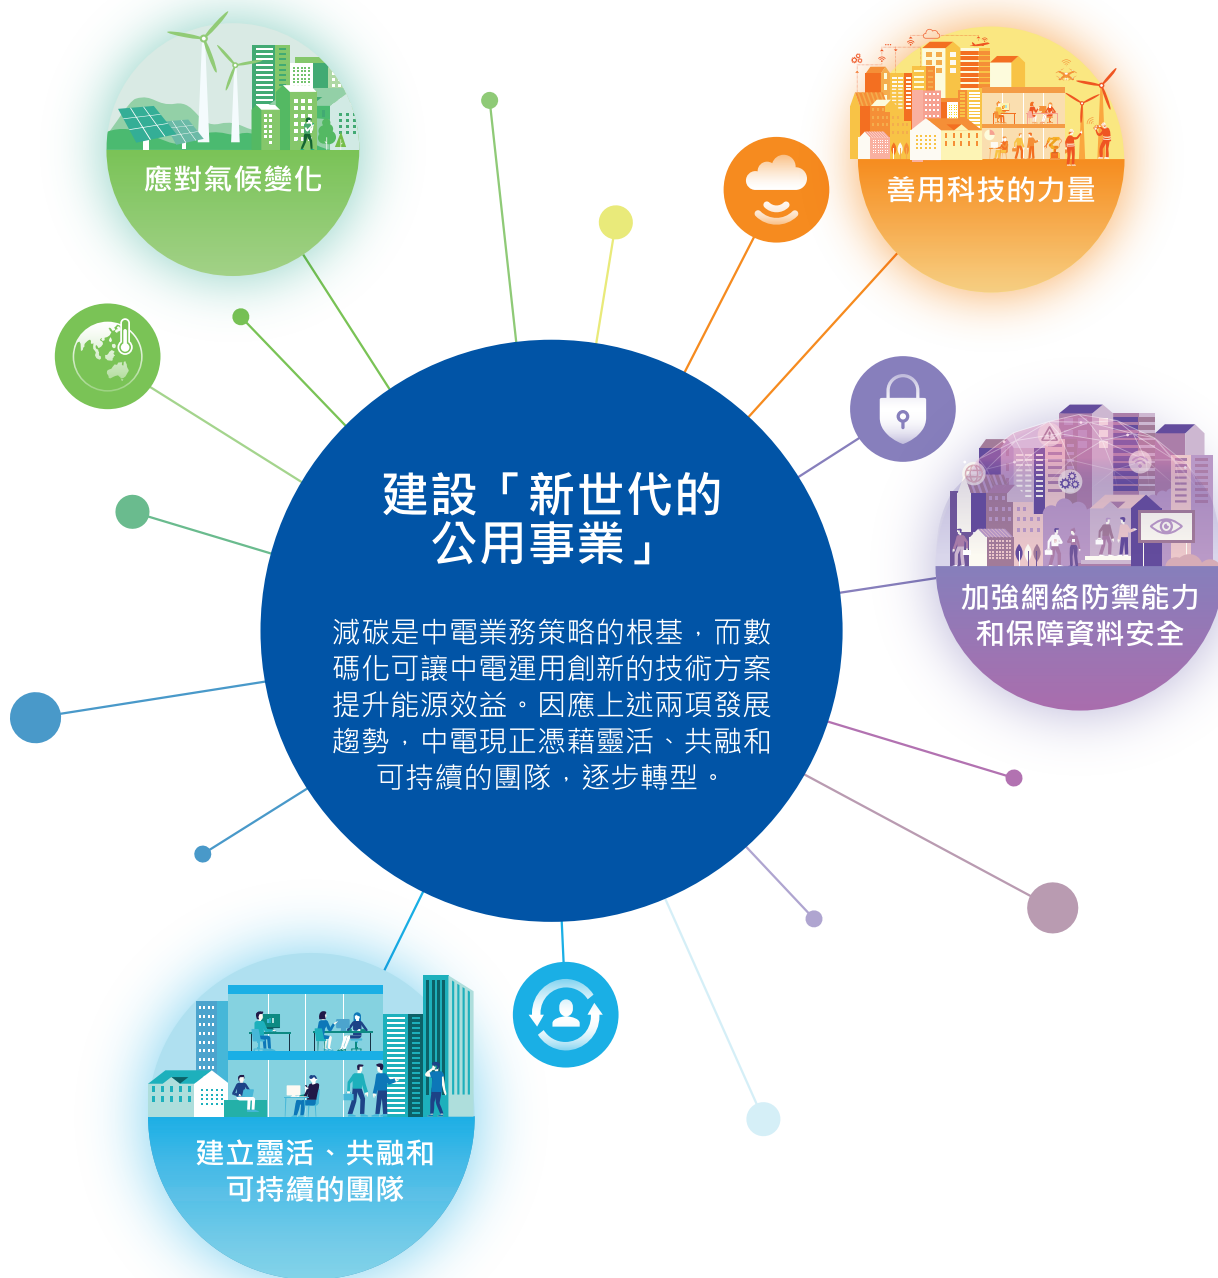 應對氣候變化
善用科技的力量
建設「新世代的
公用事業」
減碳是中電業務策略的根基，而數
碼化可讓中電運用創新的技術方案
提升能源效益。因應上述兩項發展
趨勢，中電現正憑藉靈活、共融和
可持續的團隊，逐步轉型。
加強網絡防禦能力
和保障資料安全
建立靈活、共融和
可持續的團隊